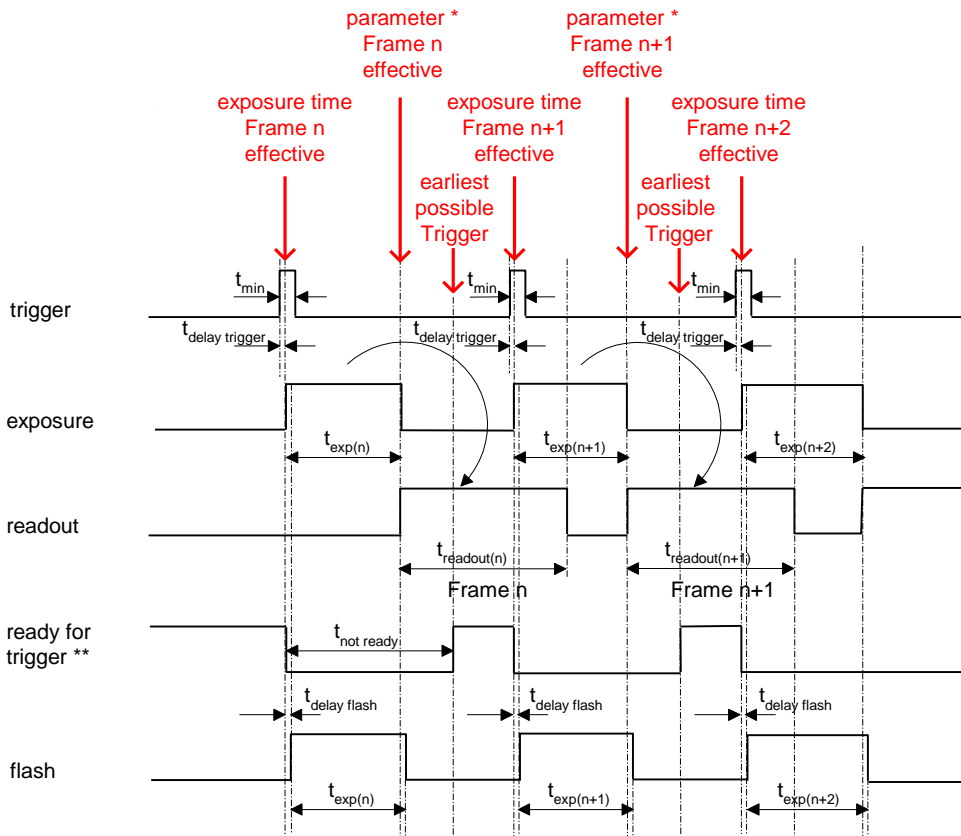 parameter *
Frame n
effective
parameter *
Frame n+1
effective
exposure time
Frame n
effective
exposure time
Frame n+1
effective
exposure time
Frame n+2
effective
earliest
possible
Trigger
earliest
possible
Trigger
trigger
tmin
tmin
tmin
tdelay trigger
tdelay trigger
tdelay trigger
exposure
texp(n)
texp(n+1)
texp(n+2)
readout
treadout(n)
treadout(n+1)
Frame n
Frame n+1
ready for
trigger **
tnot ready
tdelay flash
tdelay flash
tdelay flash
flash
texp(n)
texp(n+1)
texp(n+2)